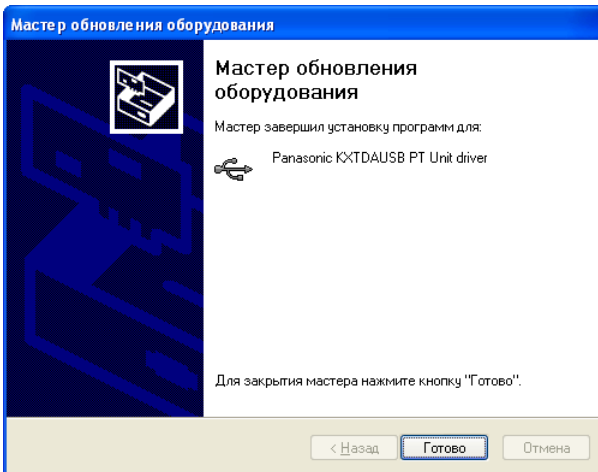 Мастер обновления оборудования
Мастер обновления
оборудования
Мастер завершил установку программ для:
Panasonic KXTDAUSB PT Unit driver
Для закрытия мастера нажмите кнопку "Готово".
< Назад
Готово
Отмена